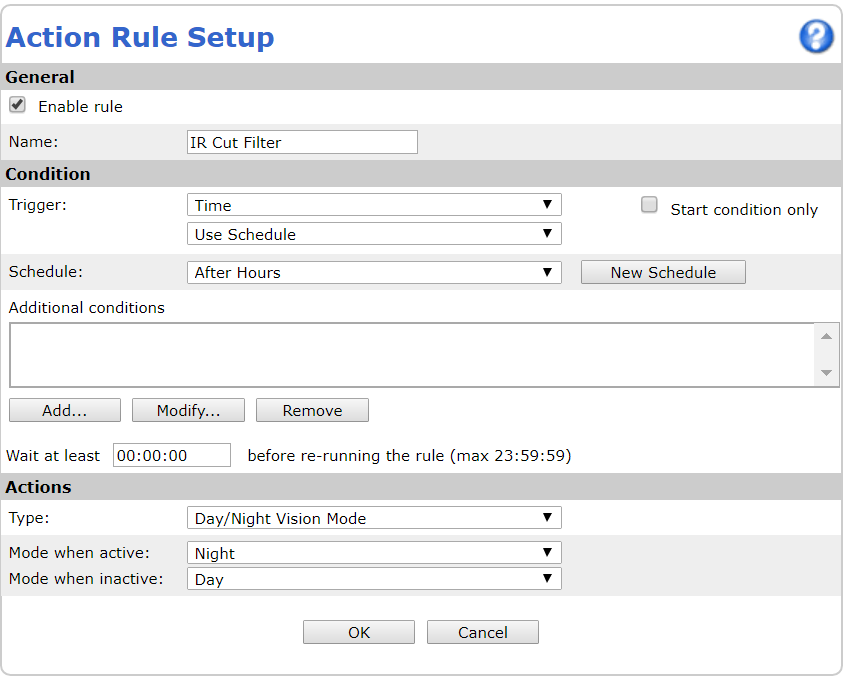 Action Rule Setup
General
Enable rule
Name: IR Cut Filter
Condition
Trigger: Time Start condition only
Use Schedule
Schedule: After Hours New Schedule
Additional conditions
Add... Modify... Remove
Wait at least 00:00:00 before re-running the rule (max 23:59:59)
Actions
Type: Day/Night Vision Mode
Mode when active: Night
Mode when inactive: Day
OK Cancel